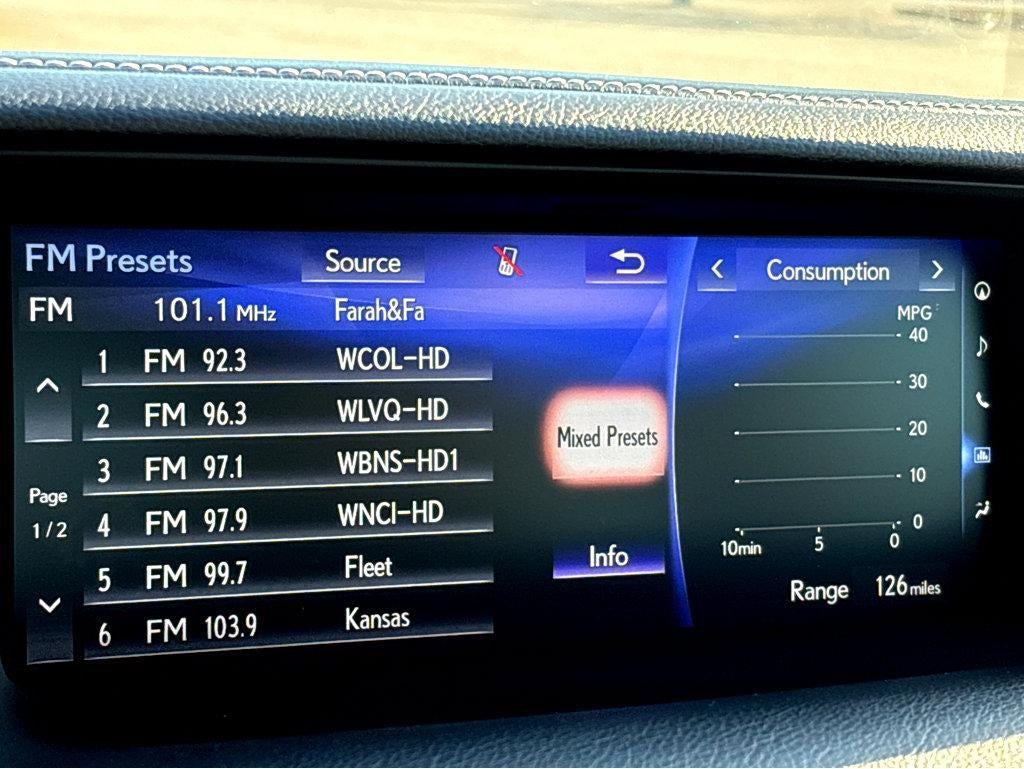 FM Presets Source
FM 101.1 MHz Farah&Fa
1 FM 92.3 WCOL-HD
2 FM 96.3 WLVQ-HD
3 FM 97.1 WBNS-HD1
4 FM 97.9 WNCI-HD
5 FM 99.7 Fleet
6 FM 103.9 Kansas
Page
1/2
Mixed Presets
Info
Consumption
MPG
40
30
20
10
0
10min 5 0
Range 126 miles